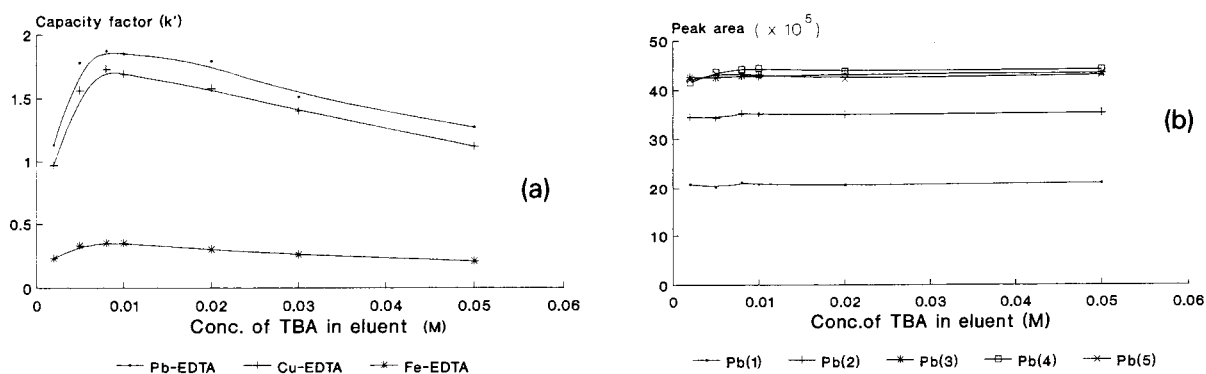 Capacity factor (k')
2
1.5
1
0.5
0
0 0.01 0.02 0.03 0.04 0.05 0.06
Conc. of TBA in eluent (M)
(a)
Pb-EDTA Cu-EDTA Fe-EDTA
Peak area ( × 10⁵)
50
40
30
20
10
0
0 0.01 0.02 0.03 0.04 0.05 0.06
Conc.of TBA in eluent (M)
(b)
Pb(1) Pb(2) Pb(3) Pb(4) Pb(5)